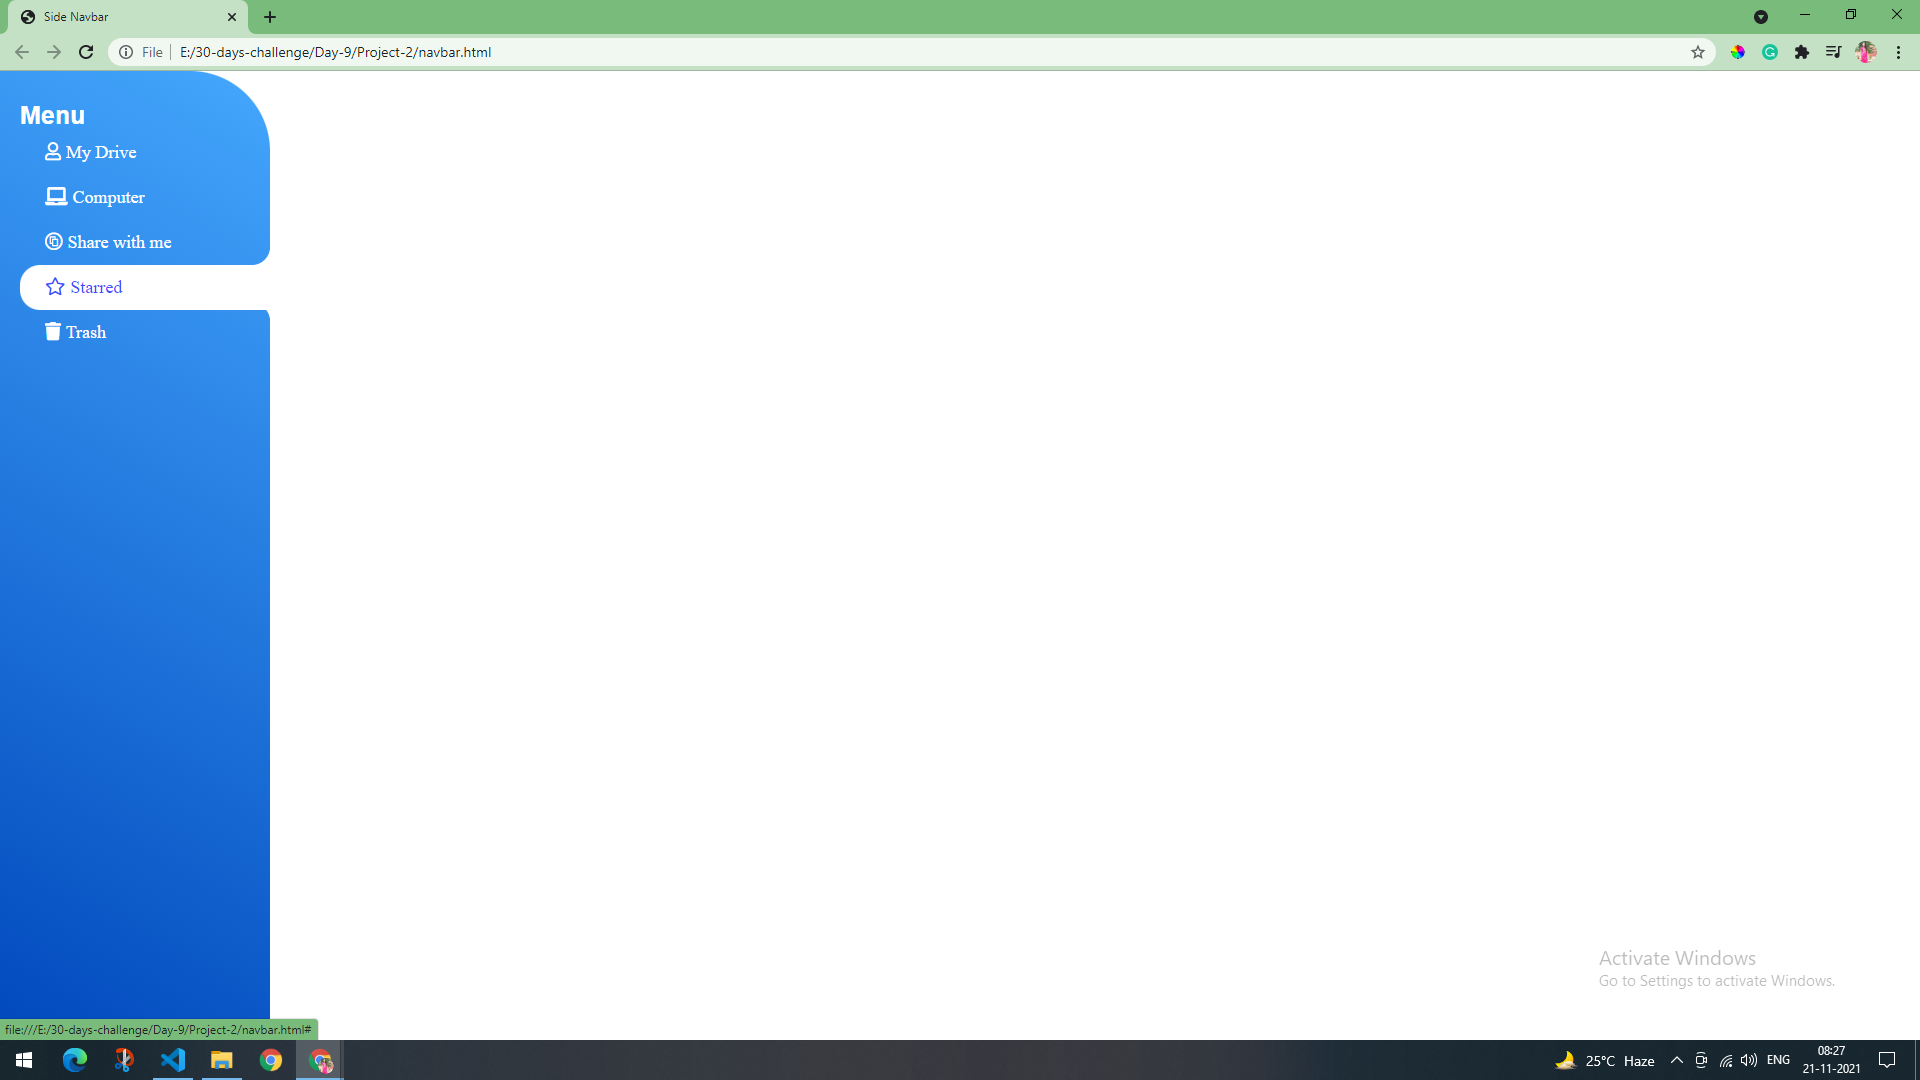 Side Navbar
File
E:/30-days-challenge/Day-9/Project-2/navbar.html
Menu
My Drive
Computer
Share with me
Starred
Trash
Activate Windows
Go to Settings to activate Windows.
file:///E:/30-days-challenge/Day-9/Project-2/navbar.html#
25°C Haze
ENG
08:27
21-11-2021